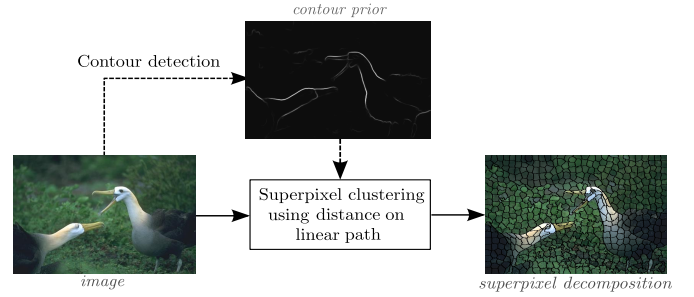 contour prior
Contour detection
Superpixel clustering
using distance on
linear path
image
superpixel decomposition